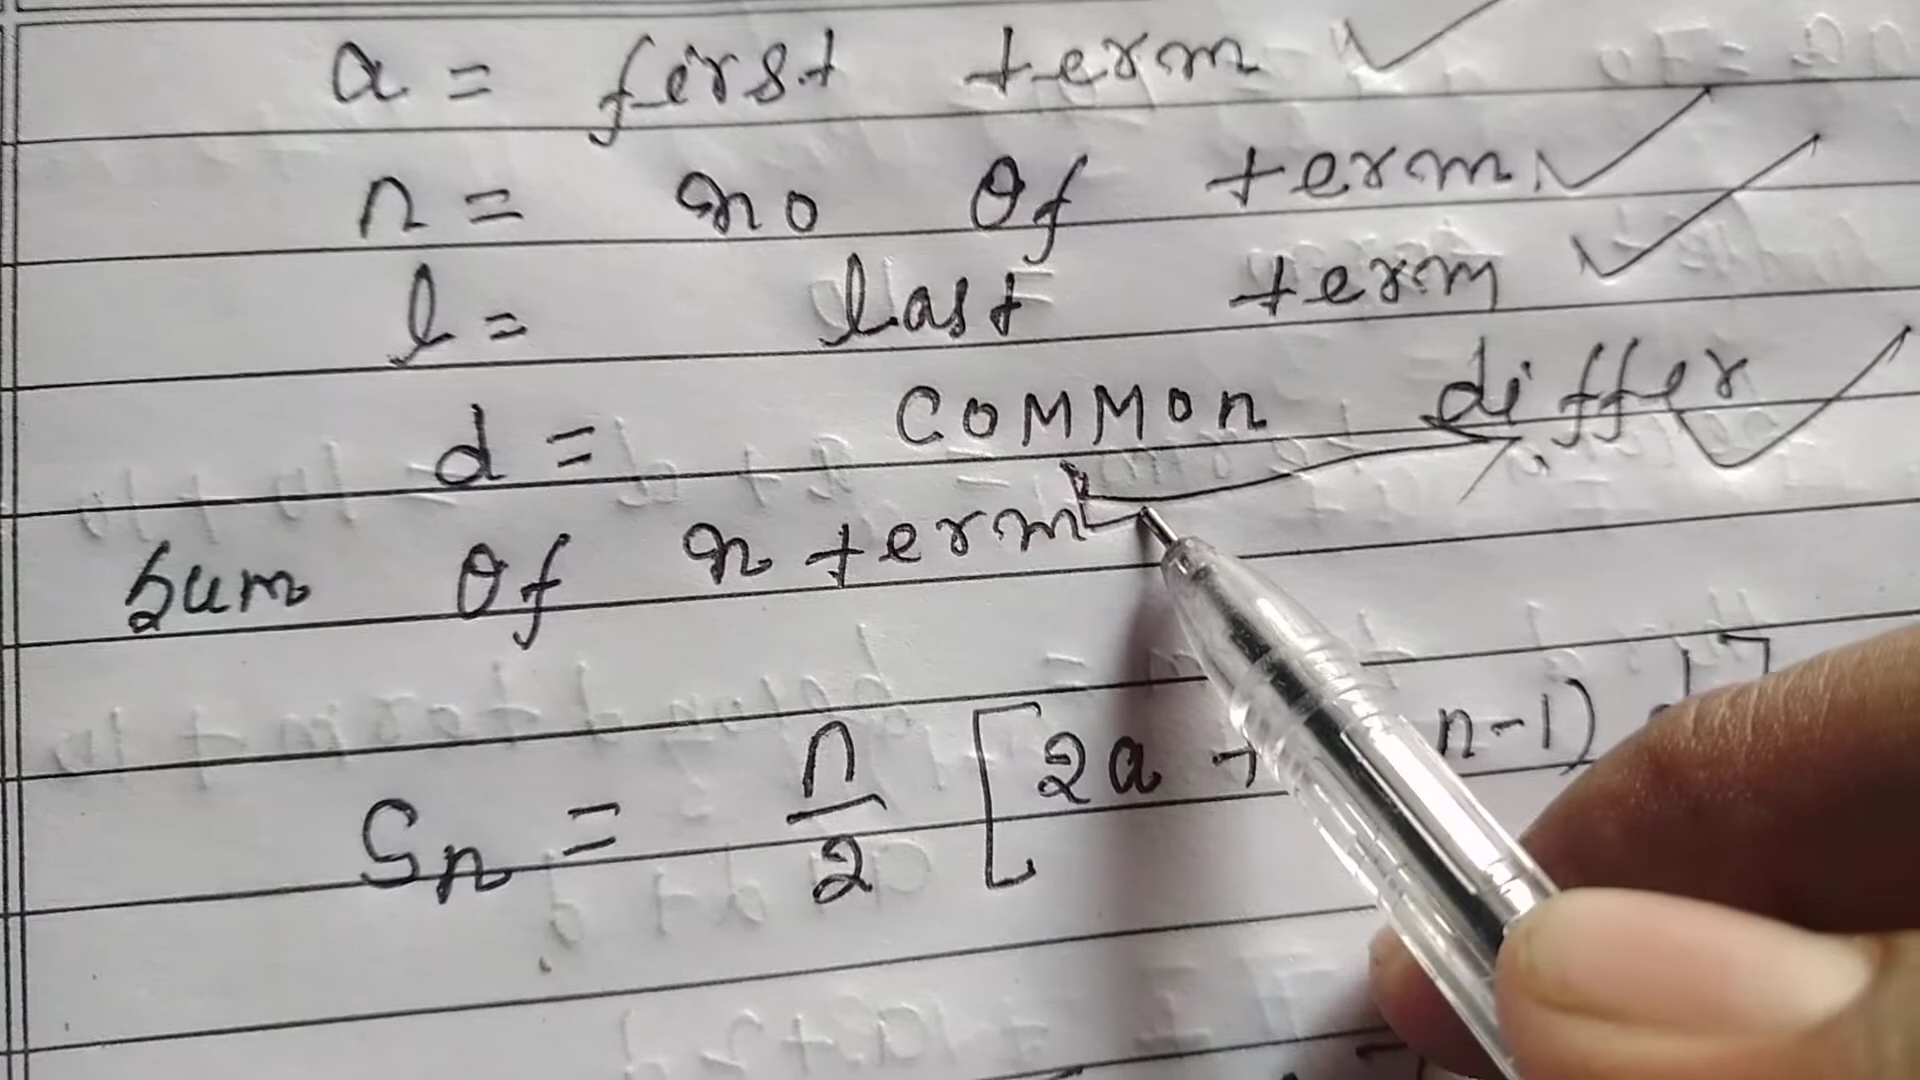 a = first term
n = no of term
l = last term
d = COMMON differ
Sum of n term
Sn = n/2 [2a + n-1) d]